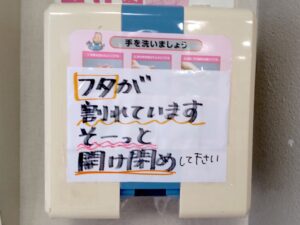 手を洗いましょう
フタが
割れています
そーっと
開け閉めして下さい